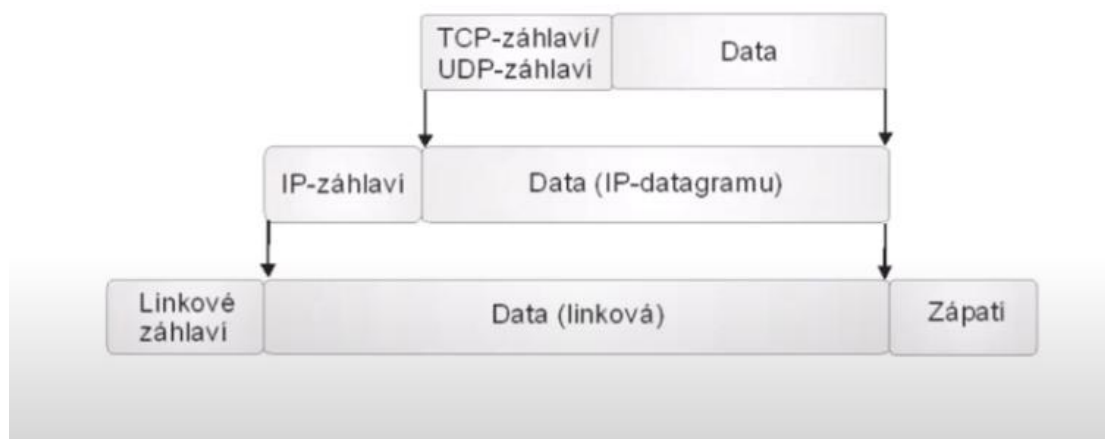 TCP-záhlaví/
UDP-záhlaví
Data
IP-záhlaví
Data (IP-datagramu)
Linkové
záhlaví
Data (linková)
Zápatí